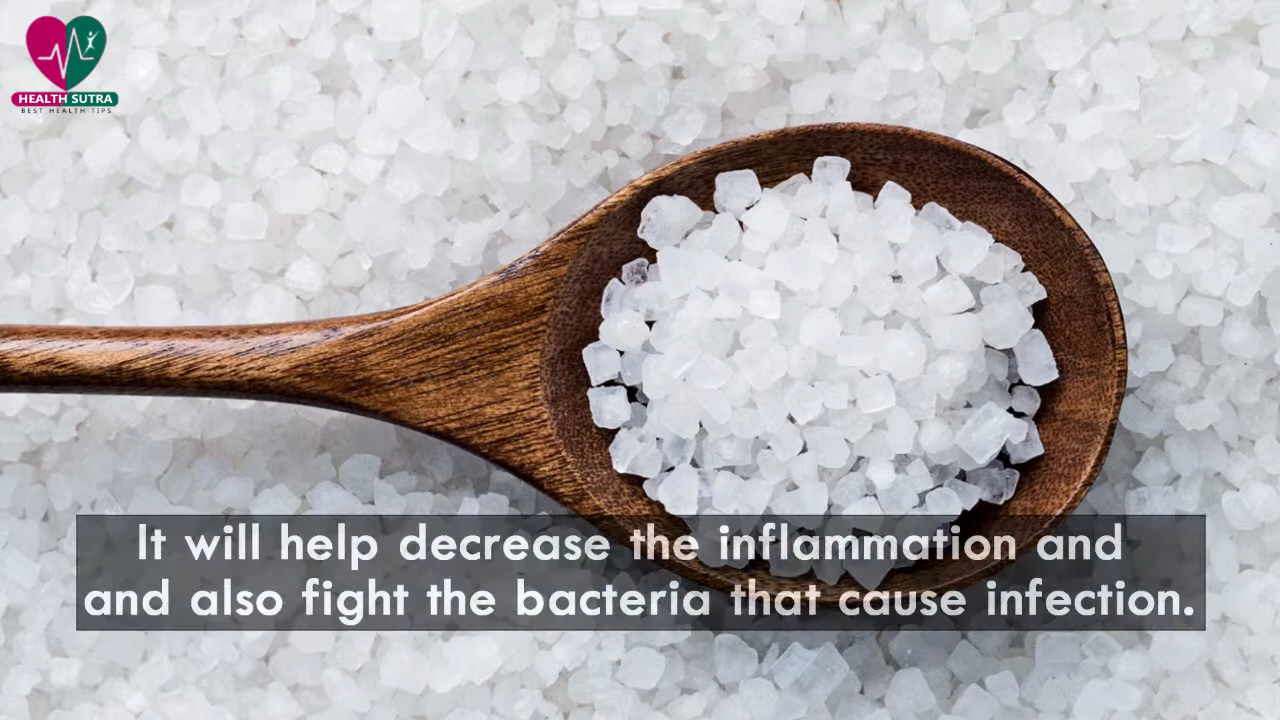 HEALTH SUTRA
BEST HEALTH TIPS
It will help decrease the inflammation and
and also fight the bacteria that cause infection.